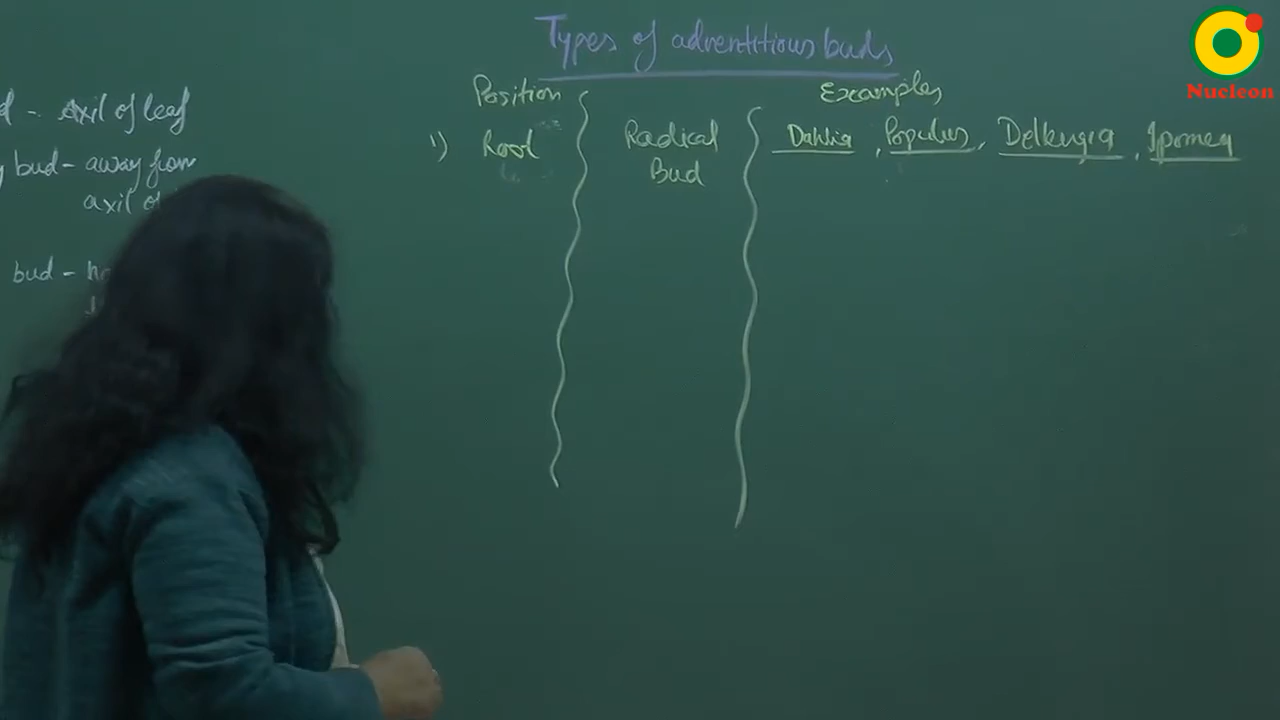 Types of adventitious buds
Position Examples
1) Root Radical Bud Dahlia, Populus, Delbergia, Ipomea
d - Axil of leaf
y bud - away from
axil of
bud -
Nucleon